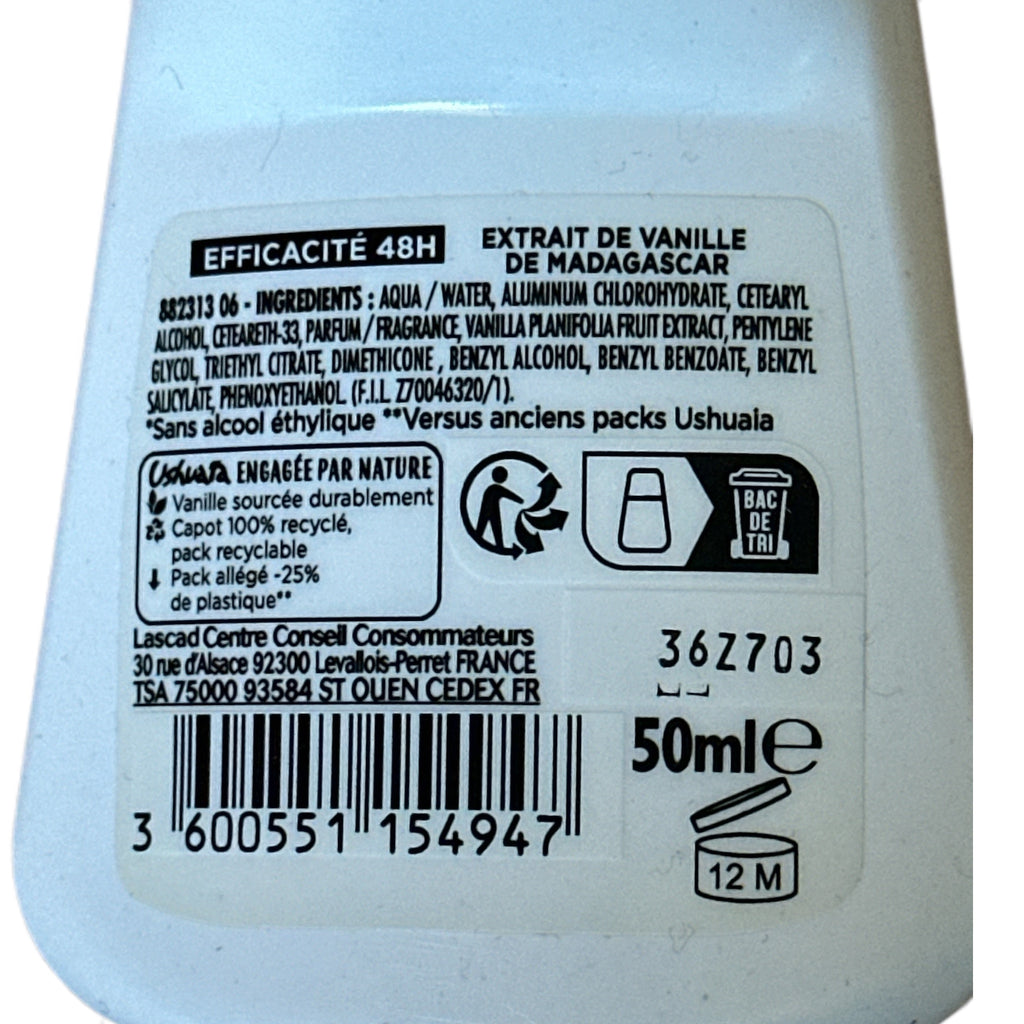 EFFICACITÉ 48H
EXTRAIT DE VANILLE
DE MADAGASCAR
882313 06 - INGREDIENTS : AQUA / WATER, ALUMINUM CHLOROHYDRATE, CETEARYL
ALCOHOL, CETEARETH-33, PARFUM / FRAGRANCE, VANILLA PLANIFOLIA FRUIT EXTRACT, PENTYLENE
GLYCOL, TRIETHYL CITRATE, DIMETHICONE , BENZYL ALCOHOL, BENZYL BENZOATE, BENZYL
SALICYLATE, PHENOXYETHANOL. (F.I.L. Z70046320/1).
*Sans alcool éthylique **Versus anciens packs Ushuaia
Ushuaïa ENGAGÉE PAR NATURE
Vanille sourcée durablement
Capot 100% recyclé,
pack recyclable
Pack allégé -25%
de plastique**
BAC
DE
TRI
Lascad Centre Conseil Consommateurs
30 rue d'Alsace 92300 Levallois-Perret FRANCE
TSA 75000 93584 ST OUEN CEDEX FR
36Z703
50ml e
3 600551 154947
12 M